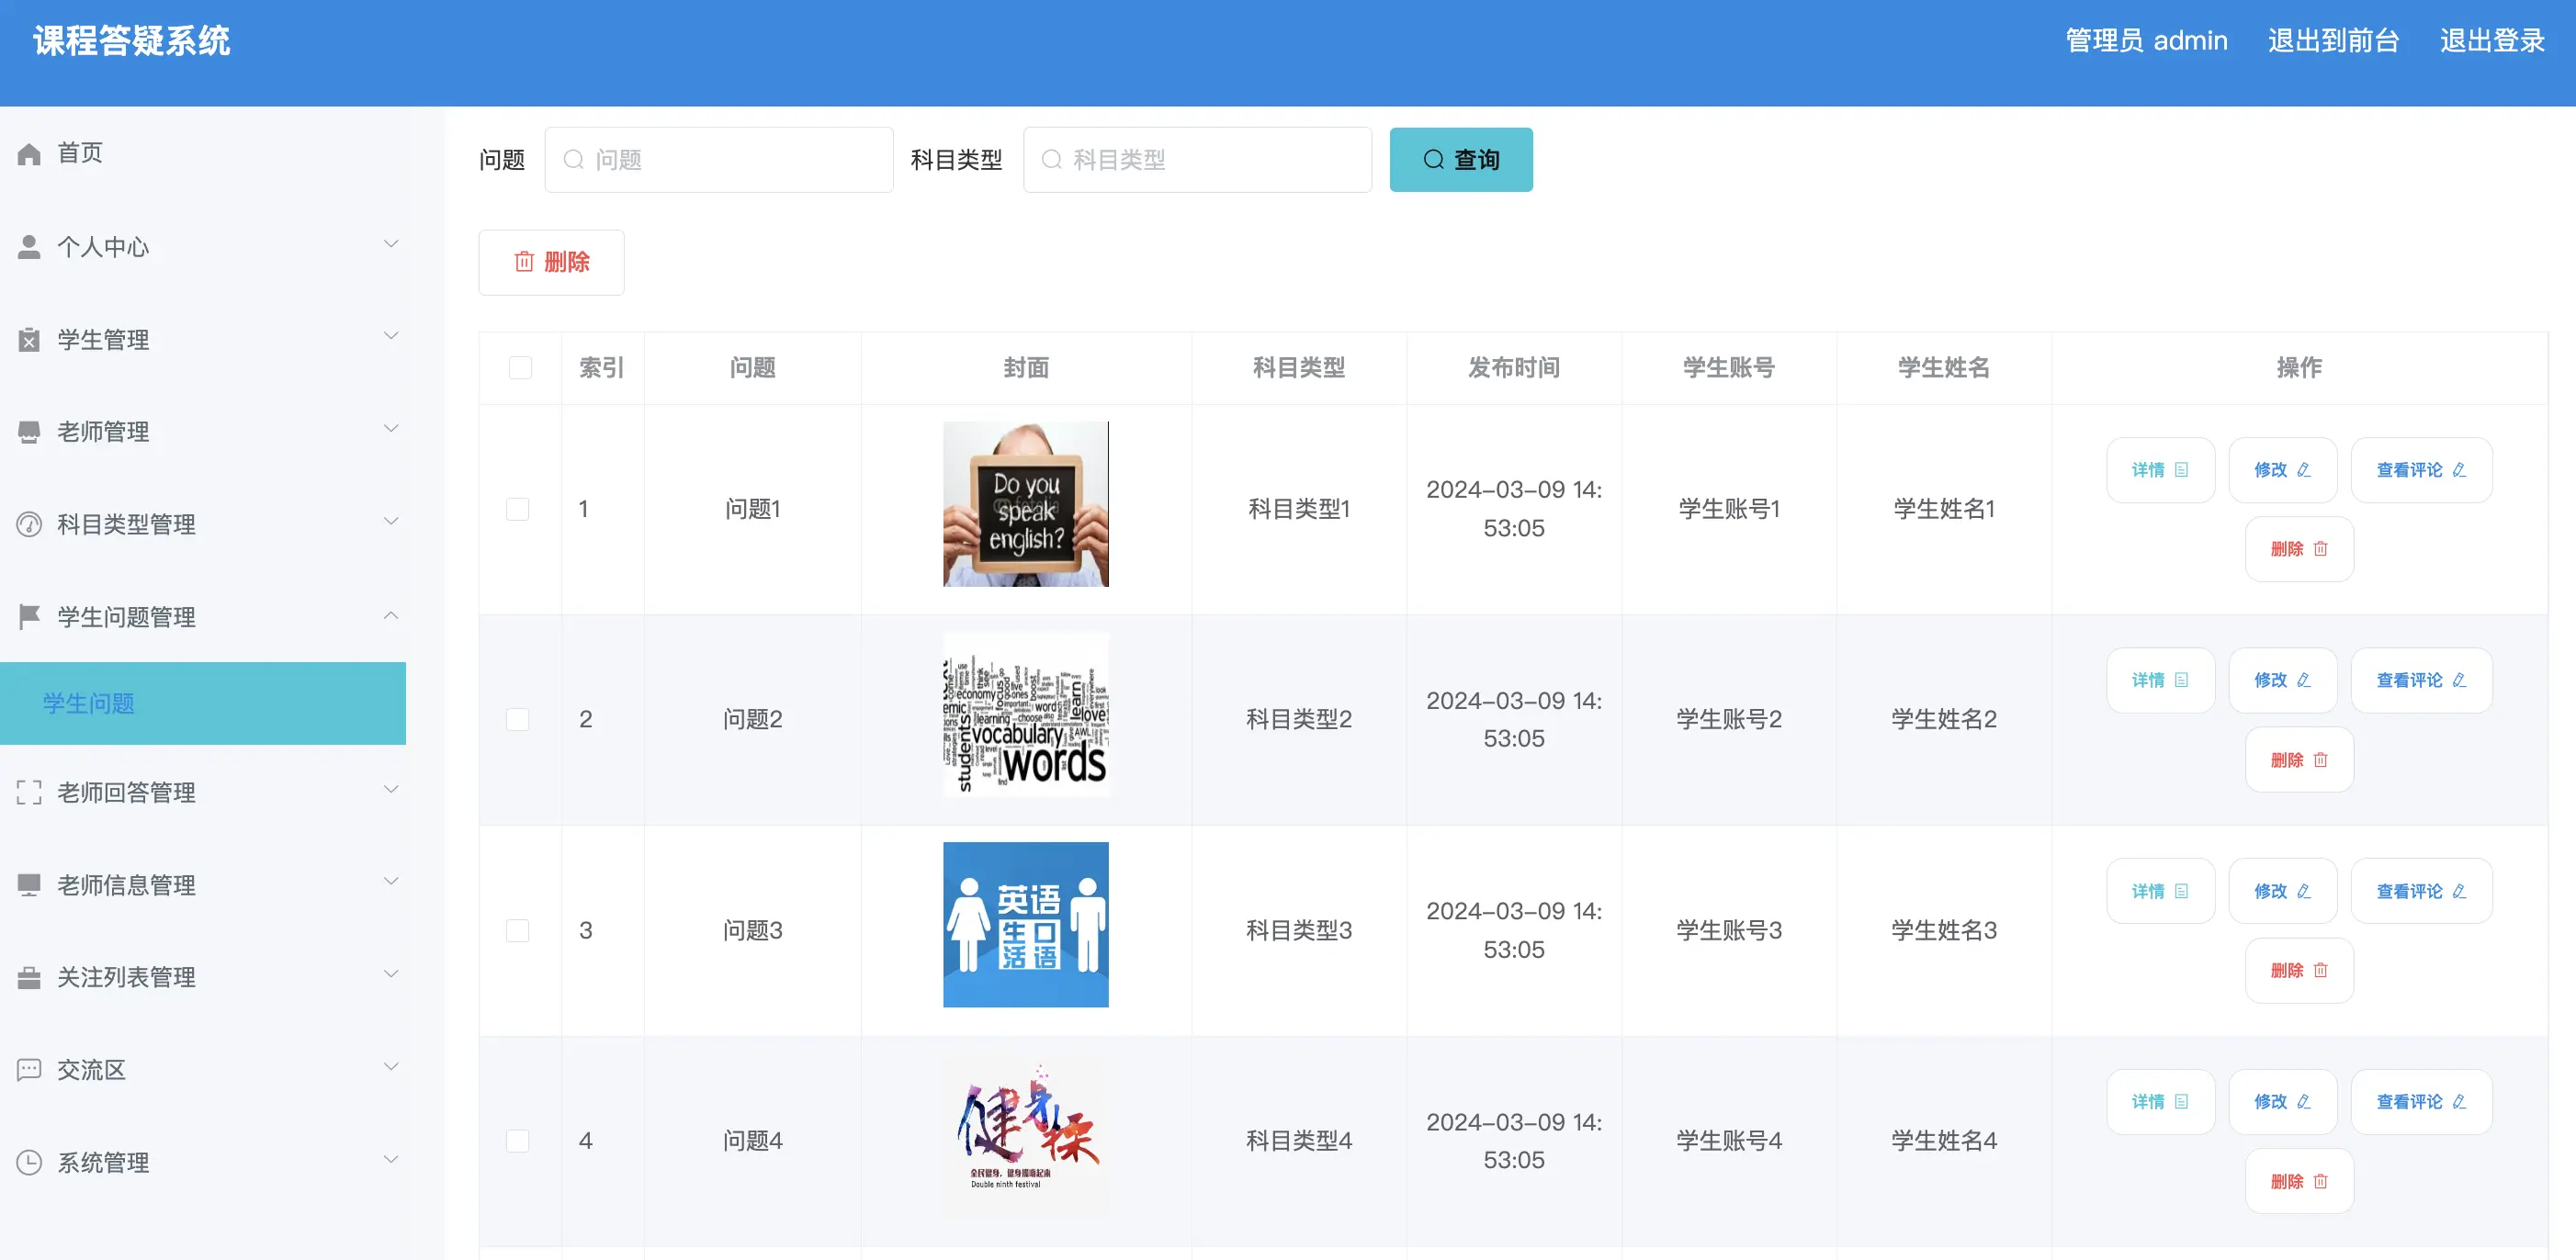 课程答疑系统
管理员 admin 退出到前台 退出登录
首页
个人中心
学生管理
老师管理
科目类型管理
学生问题管理
学生问题
老师回答管理
老师信息管理
关注列表管理
交流区
系统管理
问题 问题 科目类型 科目类型 查询
删除
索引 问题 封面 科目类型 发布时间 学生账号 学生姓名 操作
1 问题1 科目类型1 2024-03-09 14:53:05 学生账号1 学生姓名1
Do you
speak
english?
详情 修改 查看评论
删除
2 问题2 科目类型2 2024-03-09 14:53:05 学生账号2 学生姓名2
economy
learning choose
vocabulary
words
students
learn
love
详情 修改 查看评论
删除
3 问题3 科目类型3 2024-03-09 14:53:05 学生账号3 学生姓名3
英语
生口
活语
详情 修改 查看评论
删除
4 问题4 科目类型4 2024-03-09 14:53:05 学生账号4 学生姓名4
健身操
Double ninth festival
详情 修改 查看评论
删除